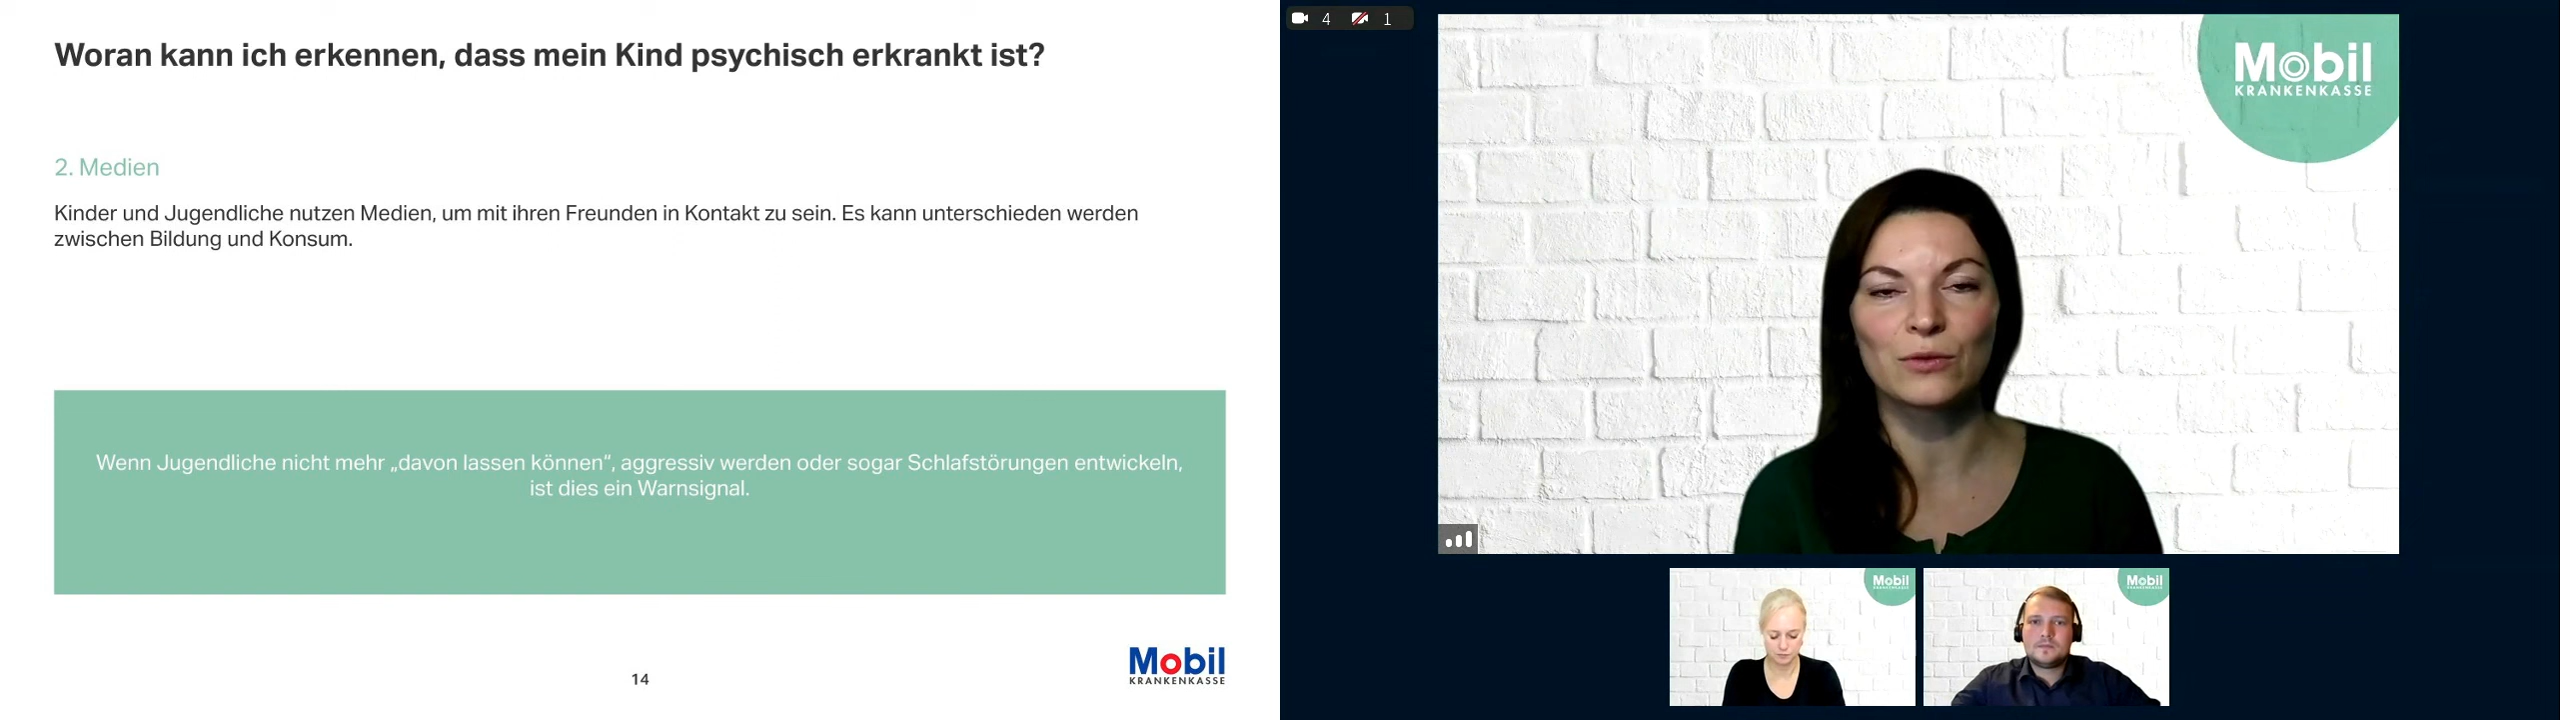 Woran kann ich erkennen, dass mein Kind psychisch erkrankt ist?
2. Medien
Kinder und Jugendliche nutzen Medien, um mit ihren Freunden in Kontakt zu sein. Es kann unterschieden werden
zwischen Bildung und Konsum.
Wenn Jugendliche nicht mehr „davon lassen können“, aggressiv werden oder sogar Schlafstörungen entwickeln,
ist dies ein Warnsignal.
14
Mobil
KRANKENKASSE
4 1
Mobil
KRANKENKASSE
Mobil
KRANKENKASSE
Mobil
KRANKENKASSE